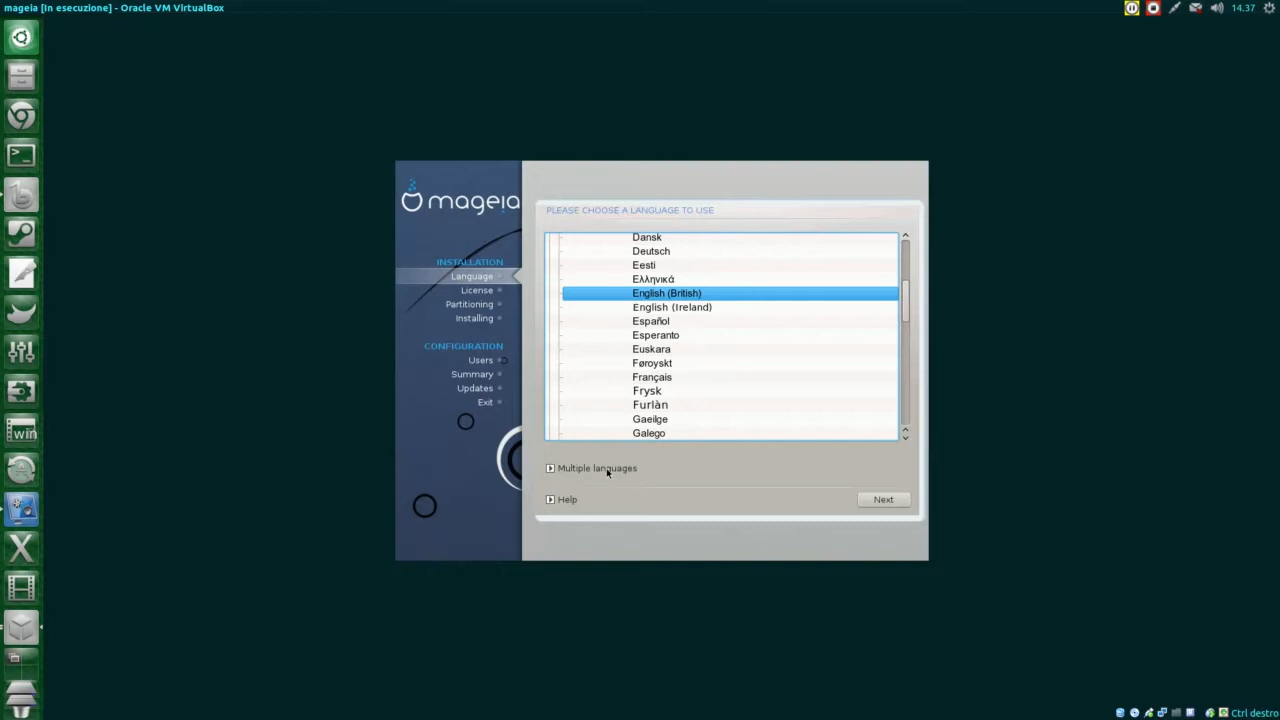 mageia [In esecuzione] - Oracle VM VirtualBox
14.37
mageia
INSTALLATION
Language
License
Partitioning
Installing
CONFIGURATION
Users
Summary
Updates
Exit
PLEASE CHOOSE A LANGUAGE TO USE
Dansk
Deutsch
Eesti
Ελληνικά
English (British)
English (Ireland)
Español
Esperanto
Euskara
Føroyskt
Français
Frysk
Furlàn
Gaeilge
Galego
Multiple languages
Help
Next
win
Ctrl destro